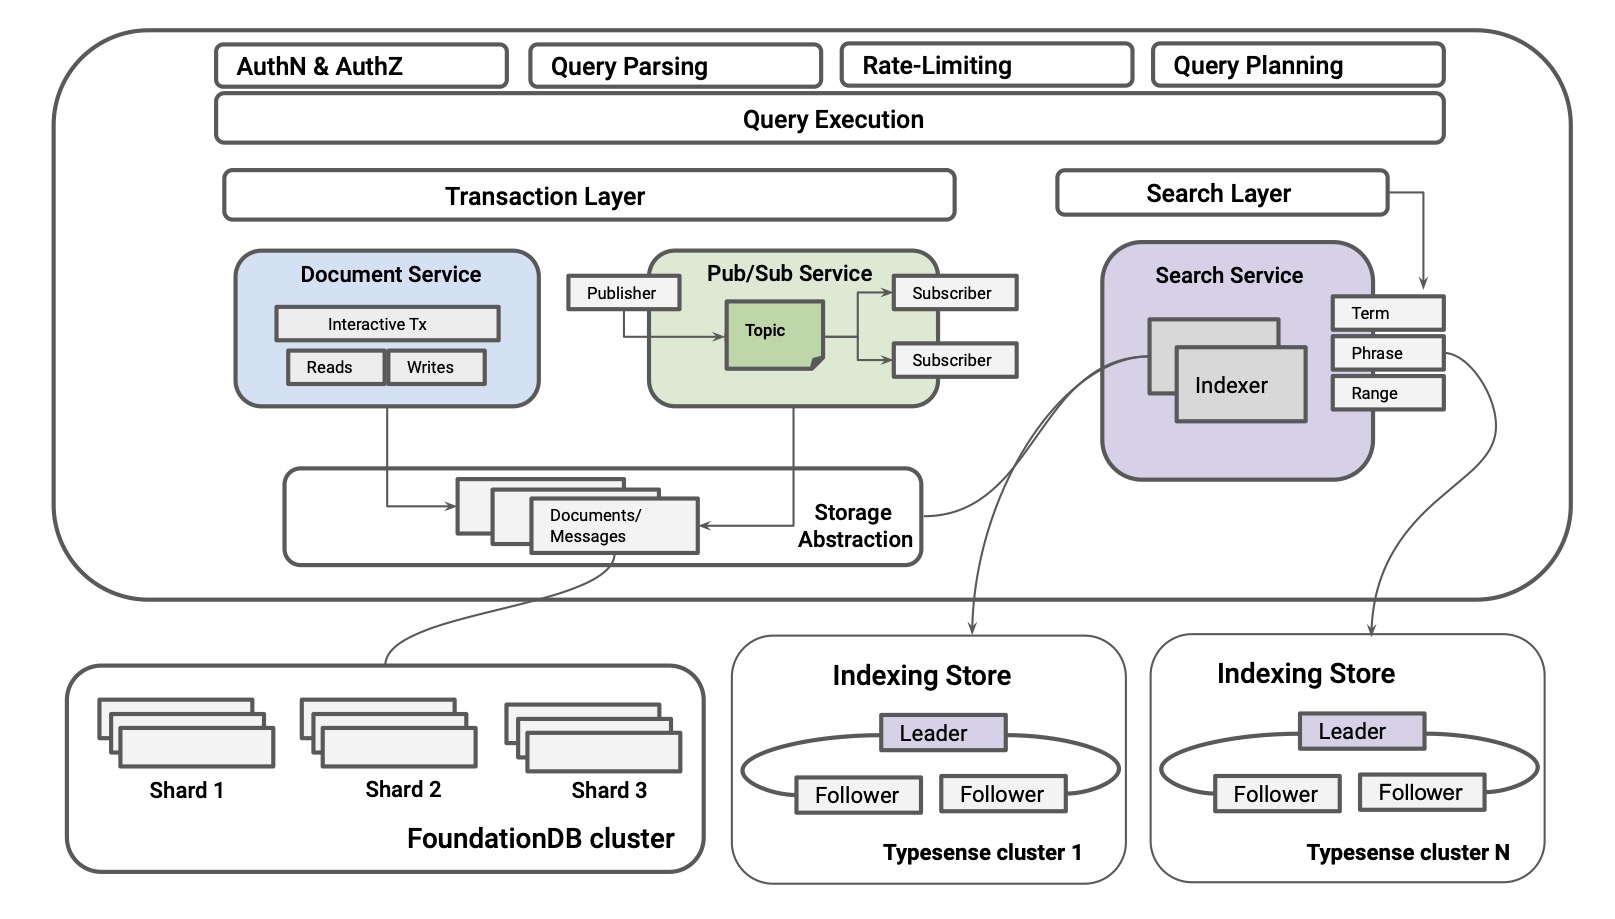 AuthN & AuthZ
Query Parsing
Rate-Limiting
Query Planning
Query Execution
Transaction Layer
Search Layer
Document Service
Interactive Tx
Reads
Writes
Pub/Sub Service
Publisher
Topic
Subscriber
Subscriber
Search Service
Indexer
Term
Phrase
Range
Documents/
Messages
Storage
Abstraction
Shard 1
Shard 2
Shard 3
FoundationDB cluster
Indexing Store
Leader
Follower
Follower
Typesense cluster 1
Indexing Store
Leader
Follower
Follower
Typesense cluster N